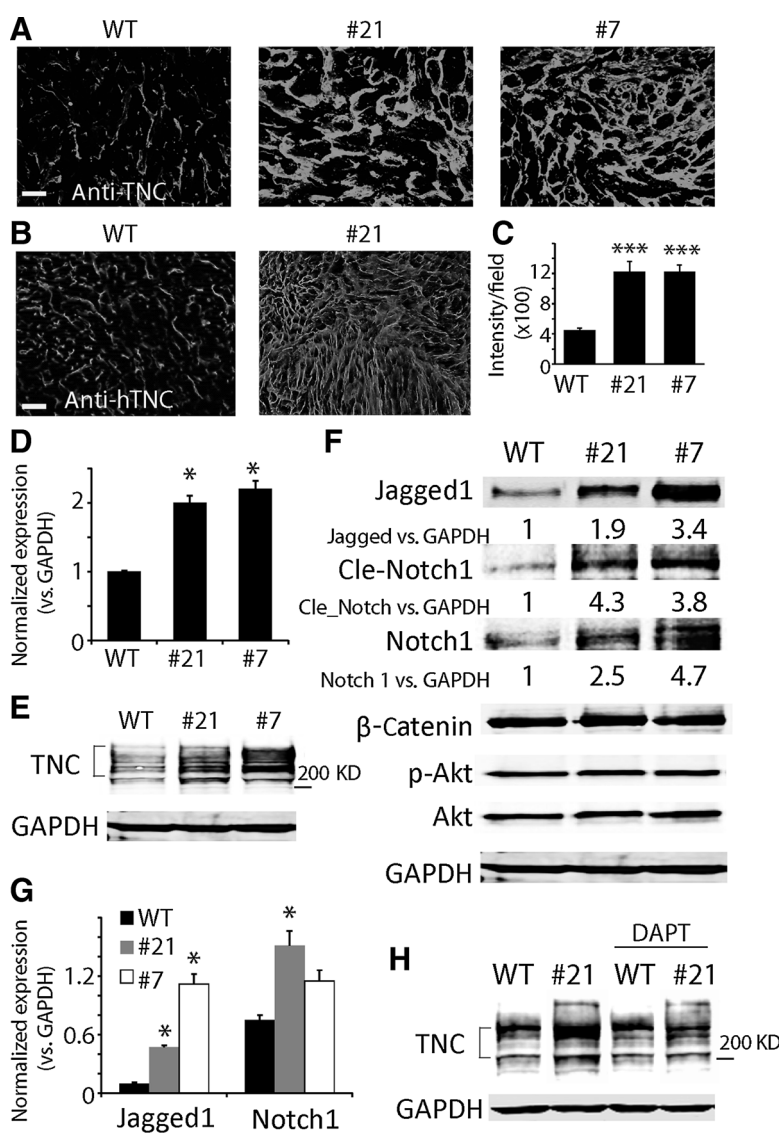 A
WT #21 #7
Anti-TNC
B
WT #21
Anti-hTNC
C
Intensity/field
(x100)
12
8
4
0
*** ***
WT #21 #7
D
Normalized expression
(vs. GAPDH)
2
1
0
* *
WT #21 #7
E
WT #21 #7
TNC
200 KD
GAPDH
F
WT #21 #7
Jagged1
Jagged vs. GAPDH 1 1.9 3.4
Cle-Notch1
Cle_Notch vs. GAPDH 1 4.3 3.8
Notch1
Notch 1 vs. GAPDH 1 2.5 4.7
β-Catenin
p-Akt
Akt
GAPDH
G
Normalized expression
(vs. GAPDH)
1.2
0.6
0
WT
#21
#7
* * *
Jagged1 Notch1
H
DAPT
WT #21 WT #21
TNC
200 KD
GAPDH